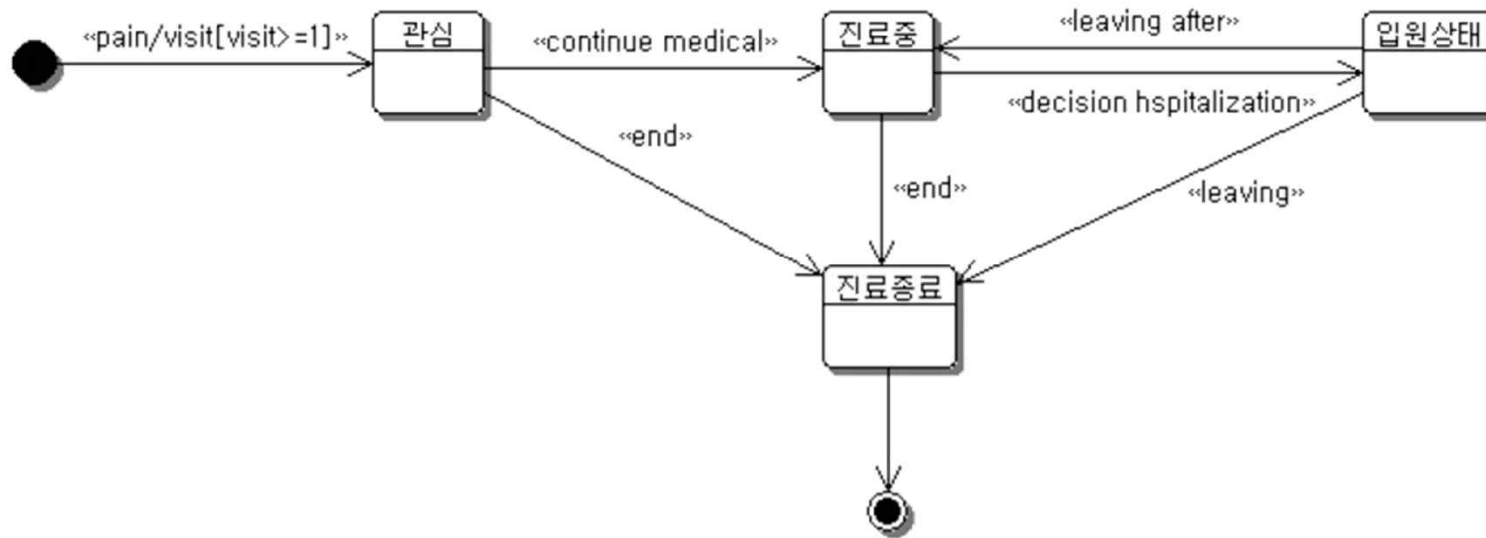 «pain/visit[visit>=1]»
관심
«continue medical»
진료중
«leaving after»
입원상태
«decision hspitalization»
«end»
«end»
«leaving»
진료종료